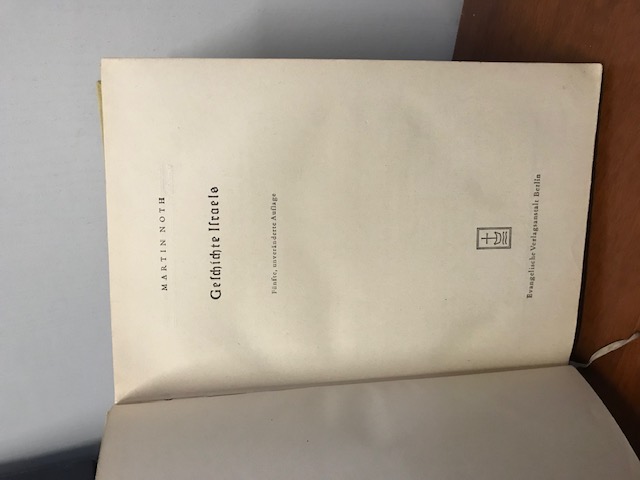 MARTIN NOTH
Geschichte Israels
Fünfte, unveränderte Auflage
Evangelische Verlagsanstalt Berlin